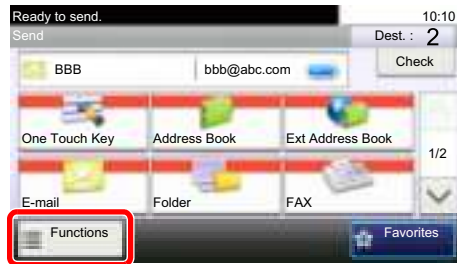 Ready to send. 10:10
Send Dest. : 2
BBB bbb@abc.com Check
One Touch Key Address Book Ext Address Book
1/2
E-mail Folder FAX
Functions Favorites